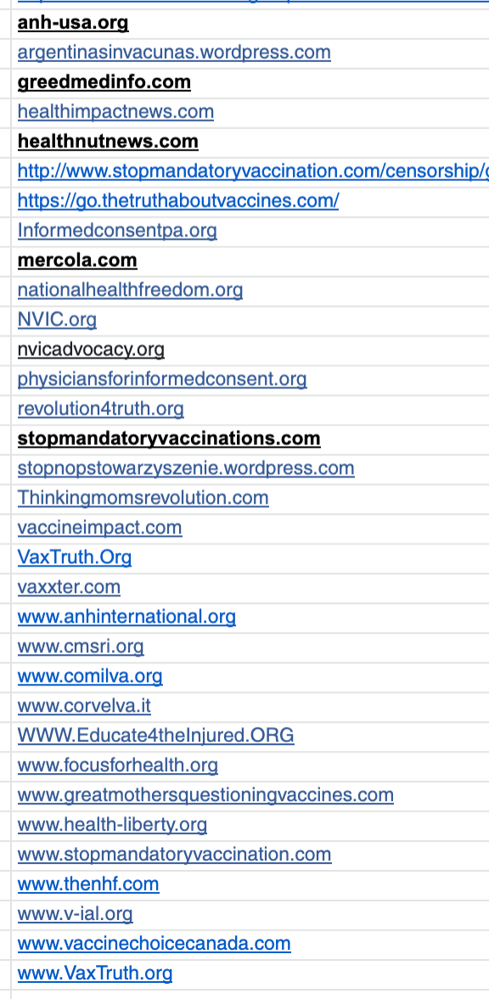 anh-usa.org
argentinasinvacunas.wordpress.com
greedmedinfo.com
healthimpactnews.com
healthnutnews.com
http://www.stopmandatoryvaccination.com/censorship/
https://go.thetruthaboutvaccines.com/
Informedconsentpa.org
mercola.com
nationalhealthfreedom.org
NVIC.org
nvicadvocacy.org
physiciansforinformedconsent.org
revolution4truth.org
stopmandatoryvaccinations.com
stopnopstowarzyszenie.wordpress.com
Thinkingmomsrevolution.com
vaccineimpact.com
VaxTruth.Org
vaxxter.com
www.anhinternational.org
www.cmsri.org
www.comilva.org
www.corvelva.it
WWW.Educate4theInjured.ORG
www.focusforhealth.org
www.greatmothersquestioningvaccines.com
www.health-liberty.org
www.stopmandatoryvaccination.com
www.thenhf.com
www.v-ial.org
www.vaccinechoicecanada.com
www.VaxTruth.org